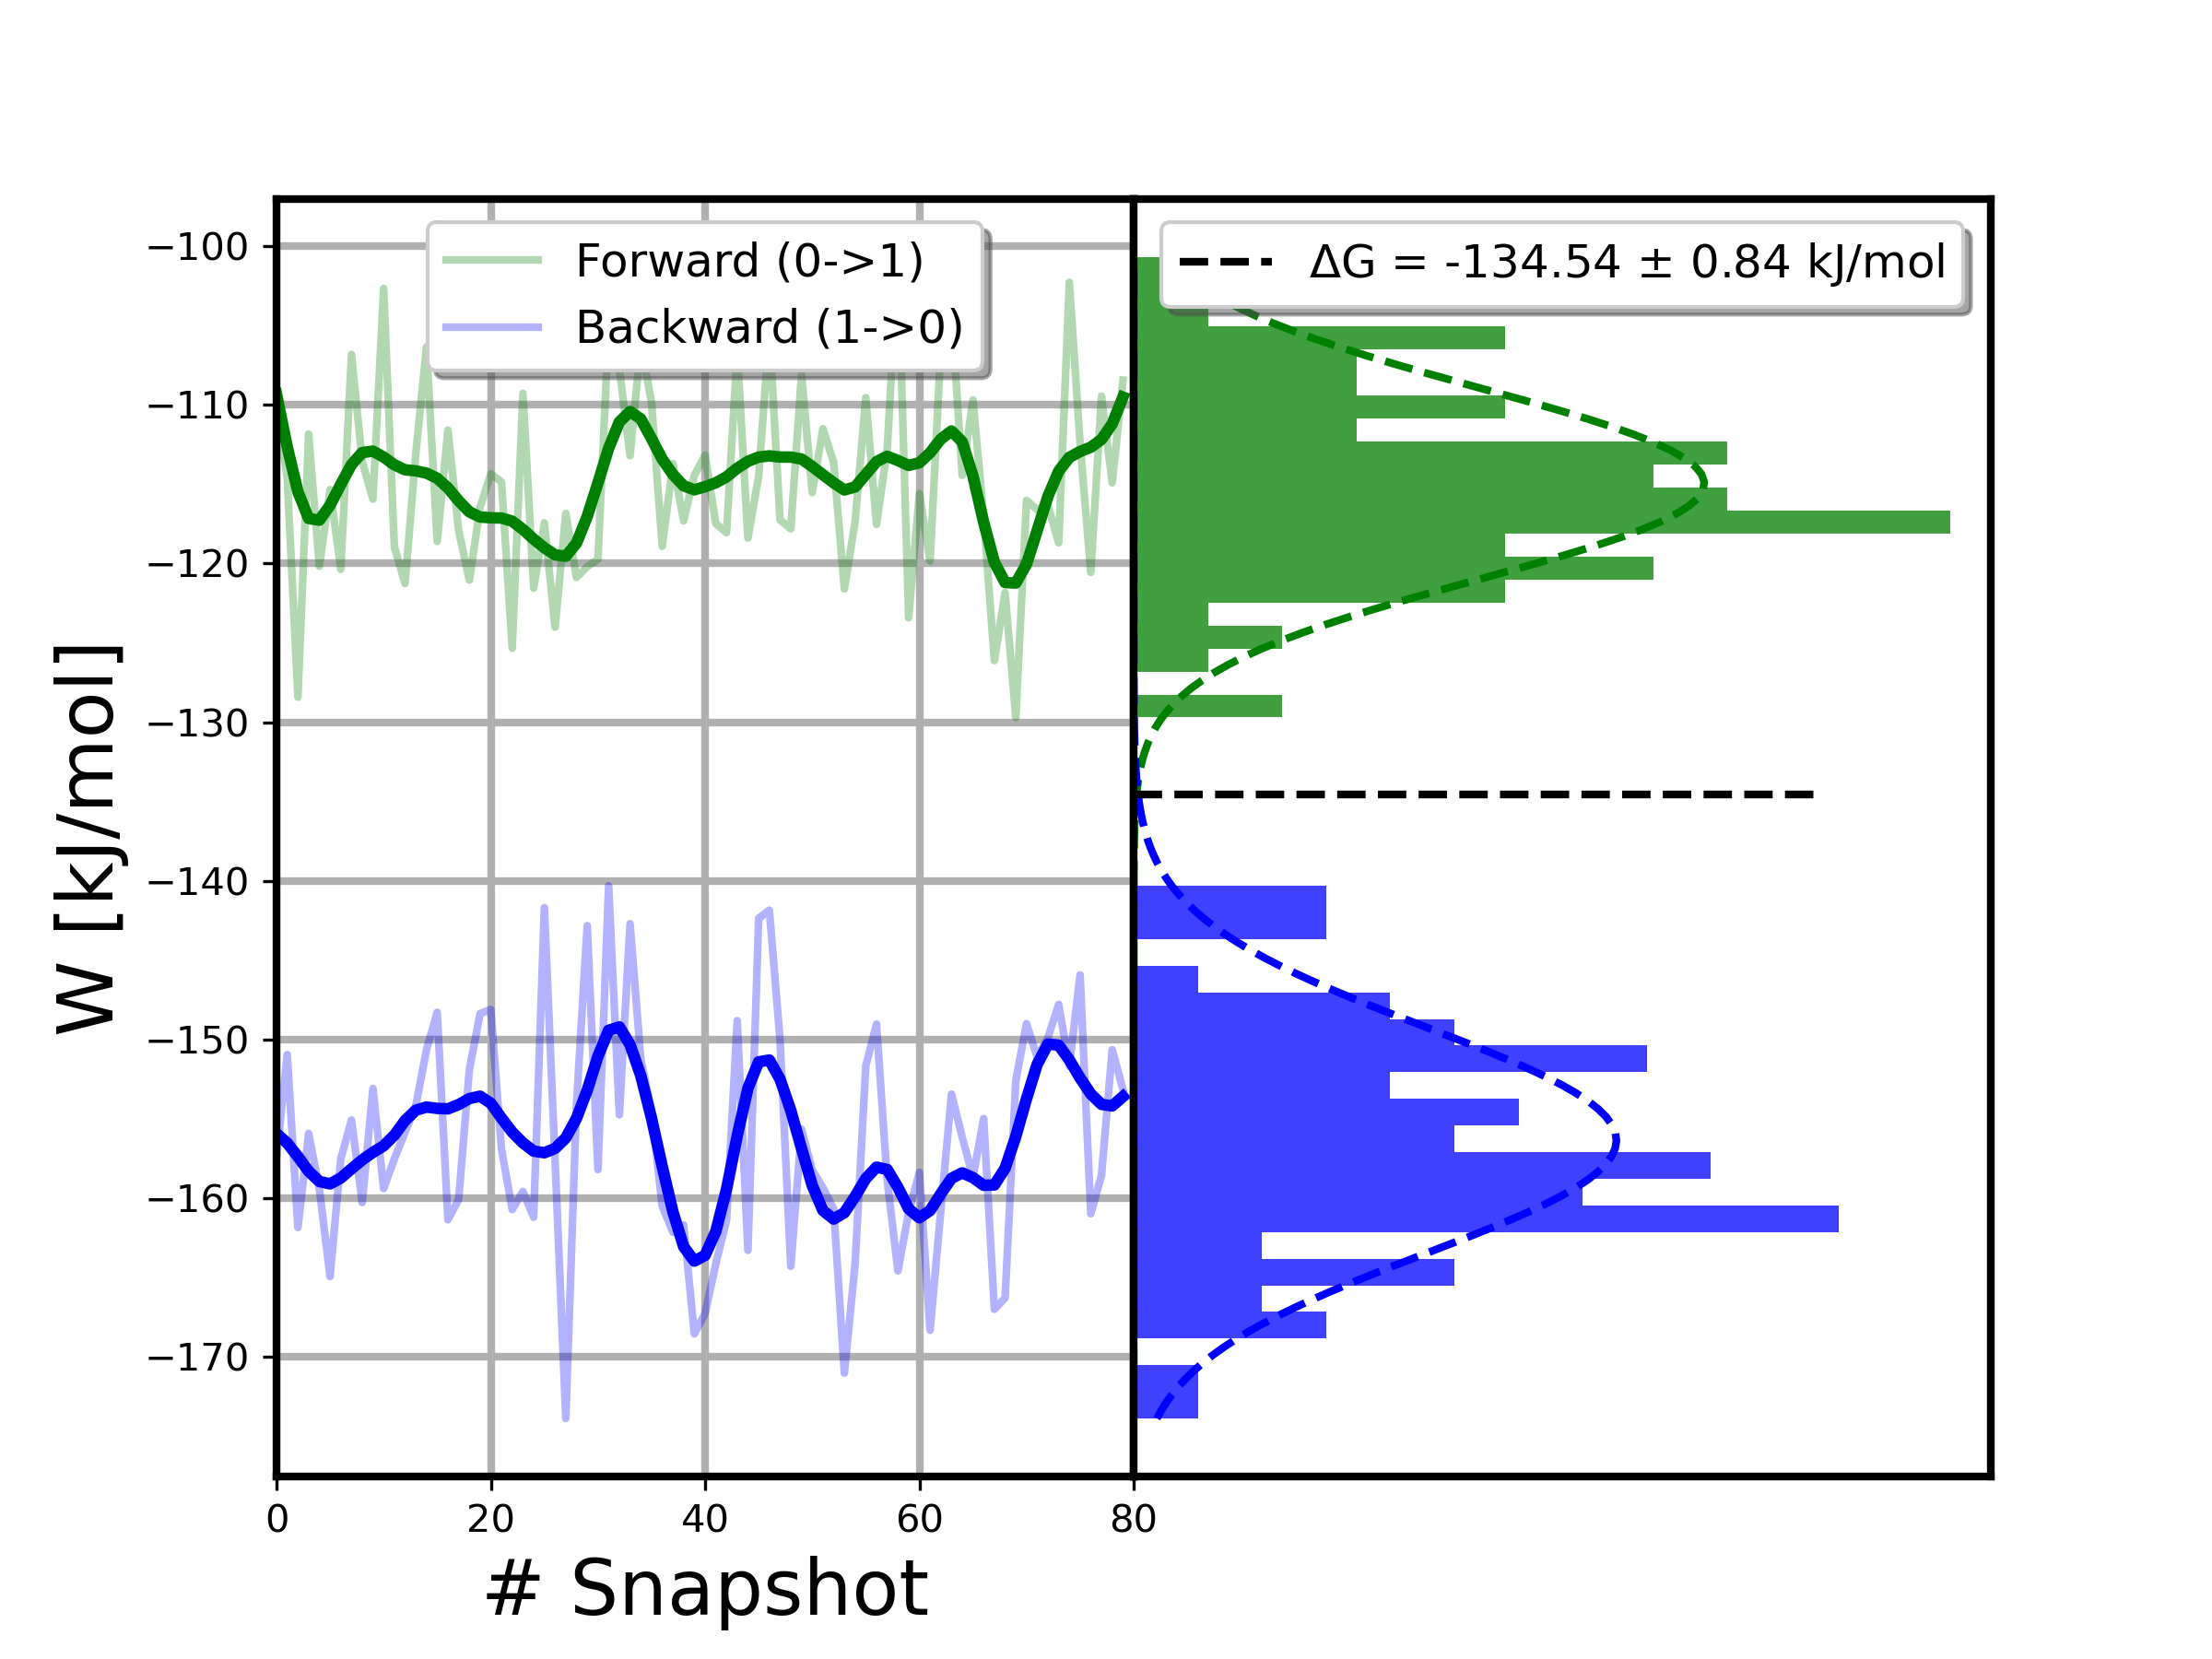 Forward (0->1)
Backward (1->0)
ΔG = -134.54 ± 0.84 kJ/mol
W [kJ/mol]
−100
−110
−120
−130
−140
−150
−160
−170
0 20 40 60 80
# Snapshot